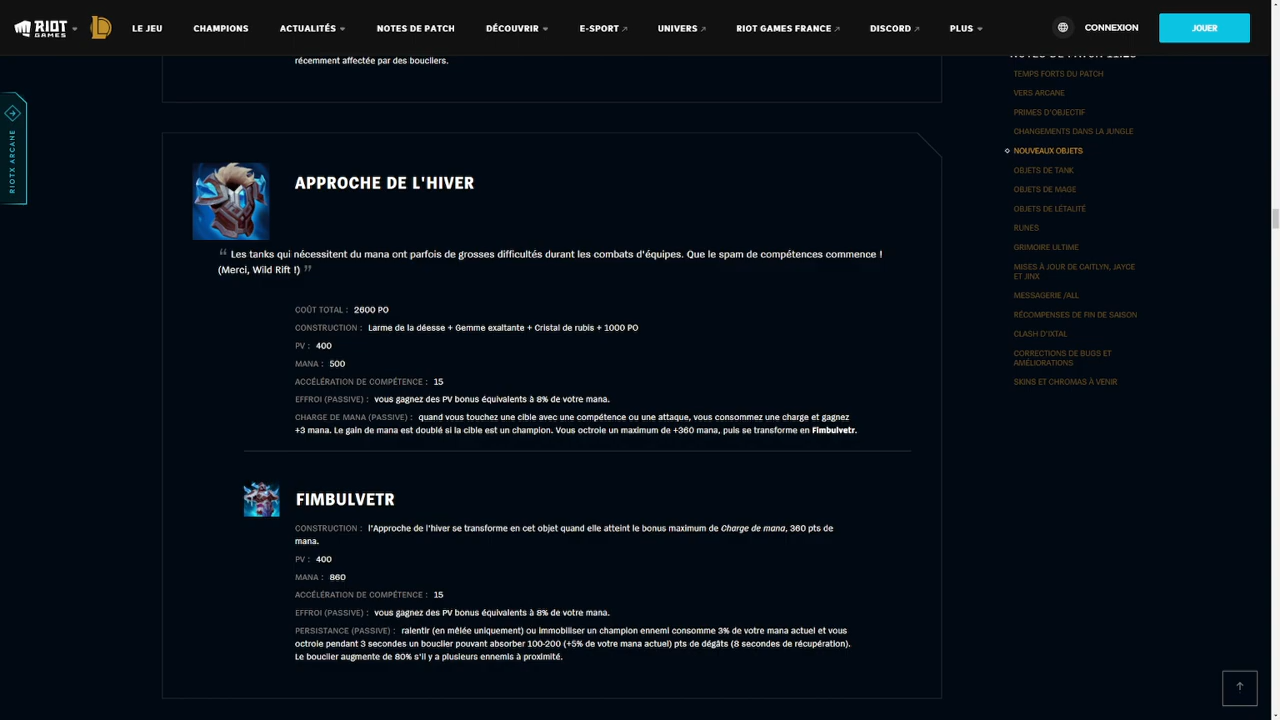 RIOT GAMES
LE JEU
CHAMPIONS
ACTUALITÉS
NOTES DE PATCH
DÉCOUVRIR
E-SPORT
UNIVERS
RIOT GAMES FRANCE
DISCORD
PLUS
CONNEXION
JOUER
RIOTX ARCANE
récemment affectée par des boucliers.
APPROCHE DE L'HIVER
“ Les tanks qui nécessitent du mana ont parfois de grosses difficultés durant les combats d'équipes. Que le spam de compétences commence !
(Merci, Wild Rift !) ”
COÛT TOTAL : 2600 PO
CONSTRUCTION : Larme de la déesse + Gemme exaltante + Cristal de rubis + 1000 PO
PV : 400
MANA : 500
ACCÉLÉRATION DE COMPÉTENCE : 15
EFFROI (PASSIVE) : vous gagnez des PV bonus équivalents à 8% de votre mana.
CHARGE DE MANA (PASSIVE) : quand vous touchez une cible avec une compétence ou une attaque, vous consommez une charge et gagnez
+3 mana. Le gain de mana est doublé si la cible est un champion. Vous octroie un maximum de +360 mana, puis se transforme en Fimbulvetr.
FIMBULVETR
CONSTRUCTION : l'Approche de l'hiver se transforme en cet objet quand elle atteint le bonus maximum de Charge de mana, 360 pts de
mana.
PV : 400
MANA : 860
ACCÉLÉRATION DE COMPÉTENCE : 15
EFFROI (PASSIVE) : vous gagnez des PV bonus équivalents à 8% de votre mana.
PERSISTANCE (PASSIVE) : ralentir (en mêlée uniquement) ou immobiliser un champion ennemi consomme 3% de votre mana actuel et vous
octroie pendant 3 secondes un bouclier pouvant absorber 100-200 (+5% de votre mana actuel) pts de dégâts (8 secondes de récupération).
Le bouclier augmente de 80% s'il y a plusieurs ennemis à proximité.
TEMPS FORTS DU PATCH
VERS ARCANE
PRIMES D'OBJECTIF
CHANGEMENTS DANS LA JUNGLE
NOUVEAUX OBJETS
OBJETS DE TANK
OBJETS DE MAGE
OBJETS DE LÉTALITÉ
RUNES
GRIMOIRE ULTIME
MISES À JOUR DE CAITLYN, JAYCE
ET JINX
MESSAGERIE /ALL
RÉCOMPENSES DE FIN DE SAISON
CLASH D'IXTAL
CORRECTIONS DE BUGS ET
AMÉLIORATIONS
SKINS ET CHROMAS À VENIR